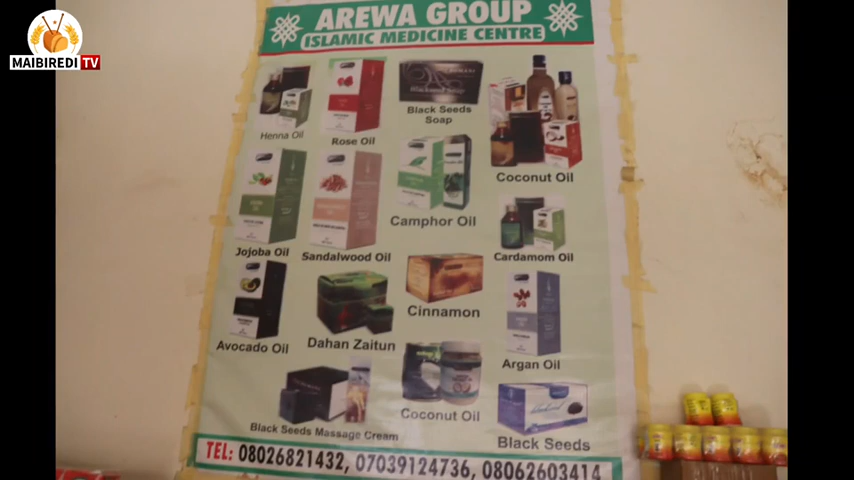 MAIBIREDI TV
AREWA GROUP
ISLAMIC MEDICINE CENTRE
Henna Oil
Rose Oil
Black Seeds
Soap
Coconut Oil
Jojoba Oil
Sandalwood Oil
Camphor Oil
Cardamom Oil
Avocado Oil
Dahan Zaitun
Cinnamon
Argan Oil
Black Seeds Massage Cream
Coconut Oil
Black Seeds
TEL: 08026821432, 07039124736, 08062603414